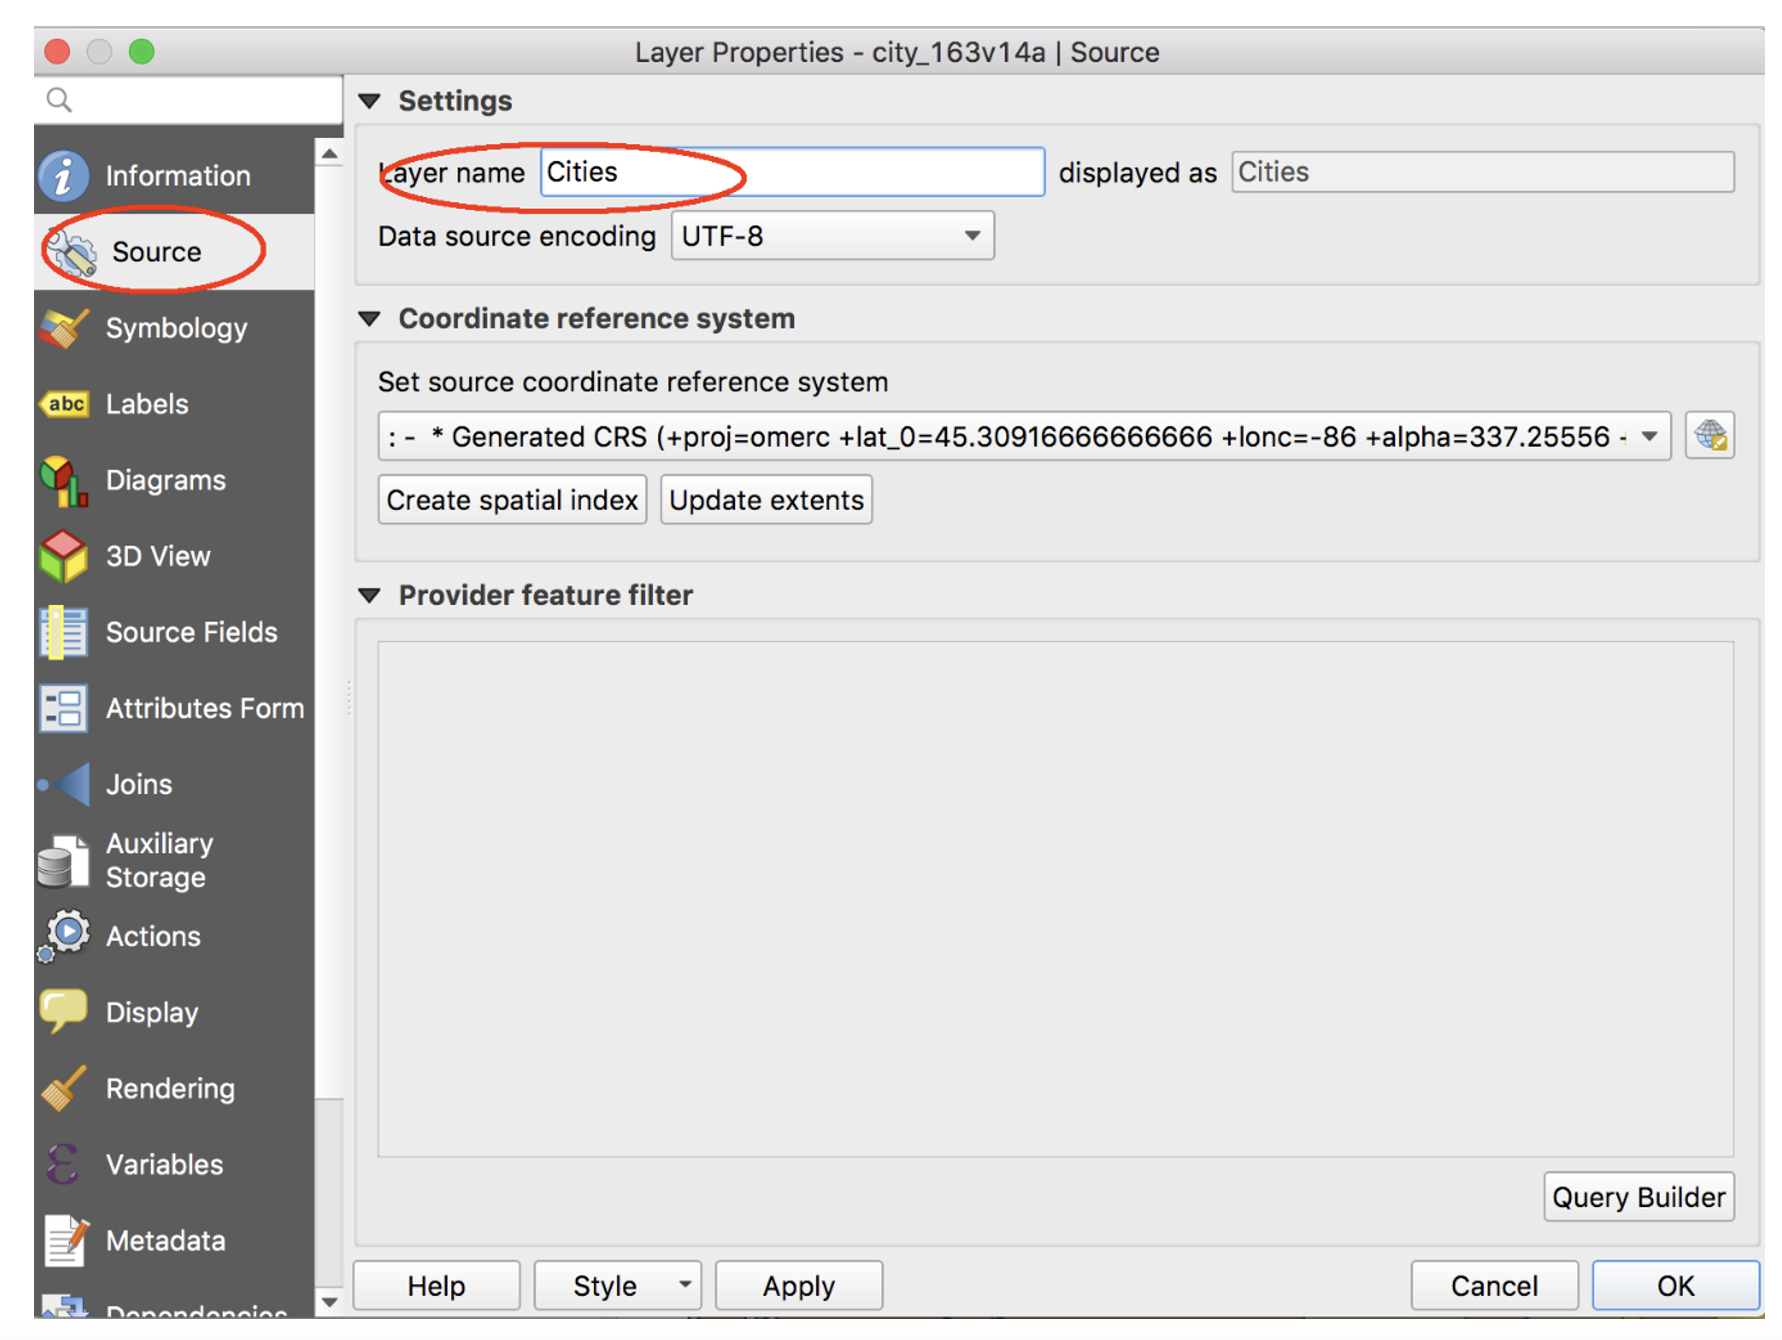 Layer Properties - city_163v14a | Source
Settings
Layer name Cities displayed as Cities
Data source encoding UTF-8
Coordinate reference system
Set source coordinate reference system
: - * Generated CRS (+proj=omerc +lat_0=45.30916666666666 +lonc=-86 +alpha=337.25556
Create spatial index Update extents
Provider feature filter
Query Builder
Help Style Apply Cancel OK
Information
Source
Symbology
abc Labels
Diagrams
3D View
Source Fields
Attributes Form
Joins
Auxiliary
Storage
Actions
Display
Rendering
Variables
Metadata
Dependencies